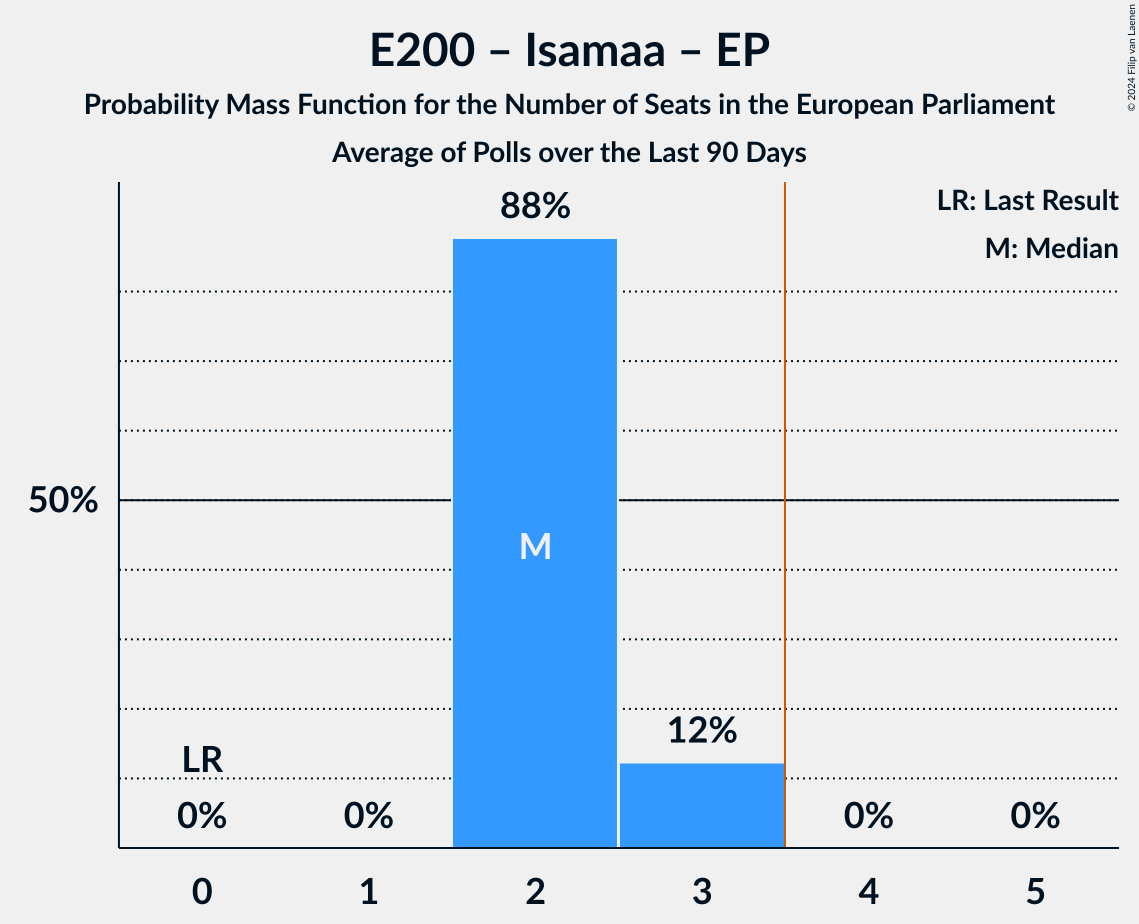 E200 – Isamaa – EP
Probability Mass Function for the Number of Seats in the European Parliament
Average of Polls over the Last 90 Days
© 2024 Filip van Laenen
LR: Last Result
M: Median
88%
50%
M
12%
LR
0%
0%
0%
0%
0
1
2
3
4
5